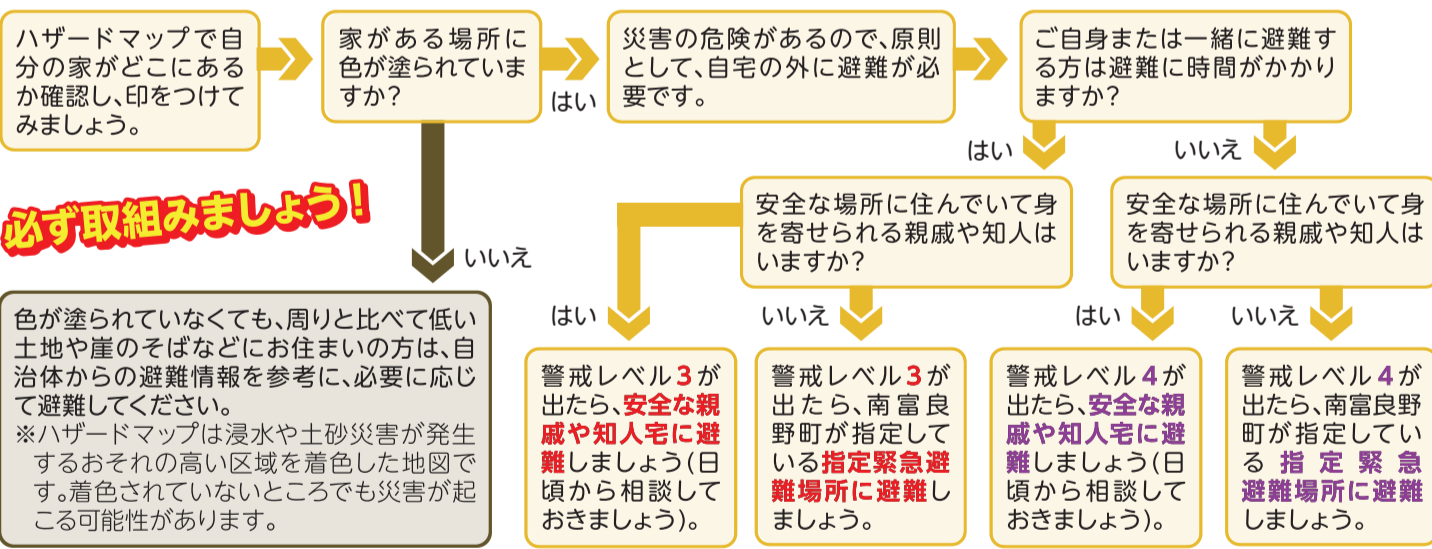 ハザードマップで自
分の家がどこにある
か確認し、印をつけて
みましょう。
家がある場所に
色が塗られていま
すか?
はい
災害の危険があるので、原則
として、自宅の外に避難が必
要です。
ご自身または一緒に避難す
る方は避難に時間がかかり
ますか?
はい
いいえ
必ず取組みましょう!
いいえ
安全な場所に住んでいて身
を寄せられる親戚や知人は
いますか?
安全な場所に住んでいて身
を寄せられる親戚や知人は
いますか?
はい
いいえ
はい
いいえ
色が塗られていなくても、周りと比べて低い
土地や崖のそばなどにお住まいの方は、自
治体からの避難情報を参考に、必要に応じ
て避難してください。
※ハザードマップは浸水や土砂災害が発生
するおそれの高い区域を着色した地図で
す。着色されていないところでも災害が起
こる可能性があります。
警戒レベル3が
出たら、安全な親
戚や知人宅に避
難しましょう(日
頃から相談して
おきましょう)。
警戒レベル3が
出たら、南富良
野町が指定して
いる指定緊急避
難場所に避難し
ましょう。
警戒レベル4が
出たら、安全な親
戚や知人宅に避
難しましょう(日
頃から相談して
おきましょう)。
警戒レベル4が
出たら、南富良野
町が指定してい
る指定緊急
避難場所に避難
しましょう。